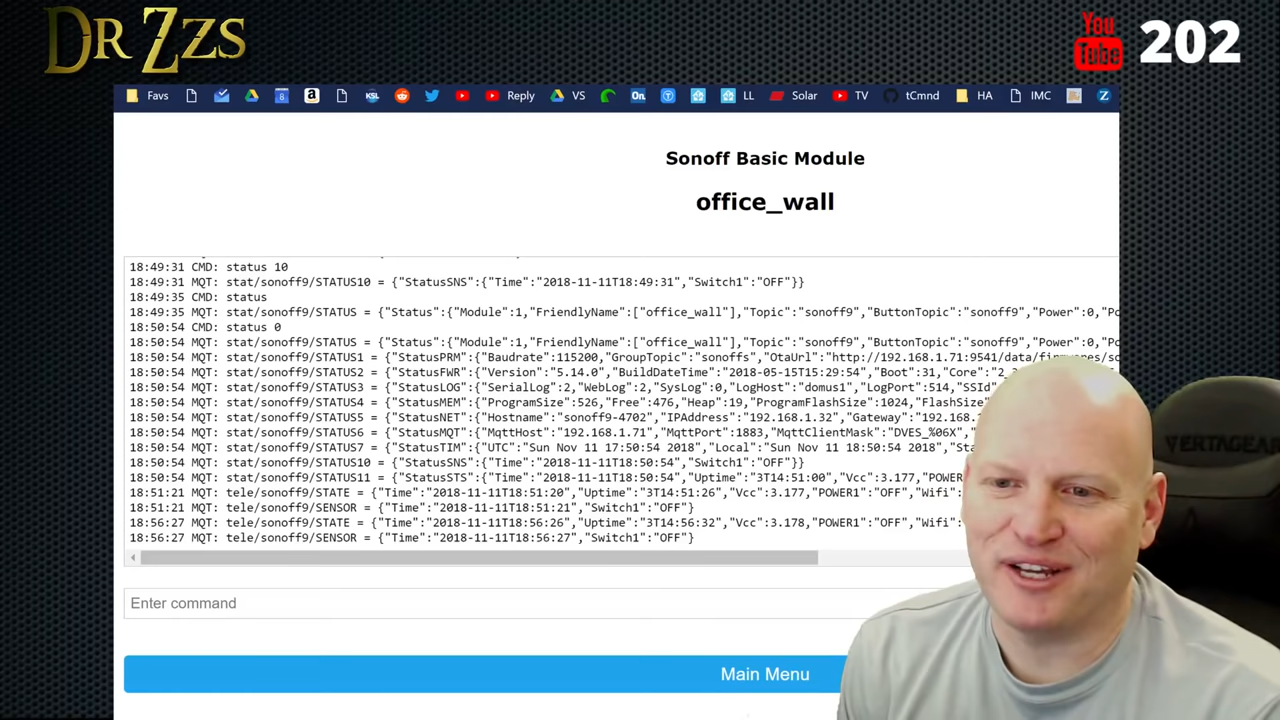 DR ZZS
You
Tube
202
Favs
Reply
VS
On.
LL
Solar
TV
tCmnd
HA
IMC
Z
Sonoff Basic Module
office_wall
18:49:31 CMD: status 10
18:49:31 MQT: stat/sonoff9/STATUS10 = {"StatusSNS":{"Time":"2018-11-11T18:49:31","Switch1":"OFF"}}
18:49:35 CMD: status
18:49:35 MQT: stat/sonoff9/STATUS = {"Status":{"Module":1,"FriendlyName":["office_wall"],"Topic":"sonoff9","ButtonTopic":"sonoff9","Power":0,"Po
18:50:54 CMD: status 0
18:50:54 MQT: stat/sonoff9/STATUS = {"Status":{"Module":1,"FriendlyName":["office_wall"],"Topic":"sonoff9","ButtonTopic":"sonoff9","Power":0,"Po
18:50:54 MQT: stat/sonoff9/STATUS1 = {"StatusPRM":{"Baudrate":115200,"GroupTopic":"sonoffs","OtaUrl":"http://192.168.1.71:9541/data/firmwares/so
18:50:54 MQT: stat/sonoff9/STATUS2 = {"StatusFWR":{"Version":"5.14.0","BuildDateTime":"2018-05-15T15:29:54","Boot":31,"Core":"2_3
18:50:54 MQT: stat/sonoff9/STATUS3 = {"StatusLOG":{"SerialLog":2,"WebLog":2,"SysLog":0,"LogHost":"domus1","LogPort":514,"SSId
18:50:54 MQT: stat/sonoff9/STATUS4 = {"StatusMEM":{"ProgramSize":526,"Free":476,"Heap":19,"ProgramFlashSize":1024,"FlashSize
18:50:54 MQT: stat/sonoff9/STATUS5 = {"StatusNET":{"Hostname":"sonoff9-4702","IPAddress":"192.168.1.32","Gateway":"192.168.1
18:50:54 MQT: stat/sonoff9/STATUS6 = {"StatusMQT":{"MqttHost":"192.168.1.71","MqttPort":1883,"MqttClientMask":"DVES_%06X","
18:50:54 MQT: stat/sonoff9/STATUS7 = {"StatusTIM":{"UTC":"Sun Nov 11 17:50:54 2018","Local":"Sun Nov 11 18:50:54 2018","Sta
18:50:54 MQT: stat/sonoff9/STATUS10 = {"StatusSNS":{"Time":"2018-11-11T18:50:54","Switch1":"OFF"}}
18:50:54 MQT: stat/sonoff9/STATUS11 = {"StatusSTS":{"Time":"2018-11-11T18:50:54","Uptime":"3T14:51:00","Vcc":3.177,"POWER
18:51:21 MQT: tele/sonoff9/STATE = {"Time":"2018-11-11T18:51:20","Uptime":"3T14:51:26","Vcc":3.177,"POWER1":"OFF","Wifi":
18:51:21 MQT: tele/sonoff9/SENSOR = {"Time":"2018-11-11T18:51:21","Switch1":"OFF"}
18:56:27 MQT: tele/sonoff9/STATE = {"Time":"2018-11-11T18:56:26","Uptime":"3T14:56:32","Vcc":3.178,"POWER1":"OFF","Wifi":
18:56:27 MQT: tele/sonoff9/SENSOR = {"Time":"2018-11-11T18:56:27","Switch1":"OFF"}
Enter command
Main Menu
VERTAGEAR